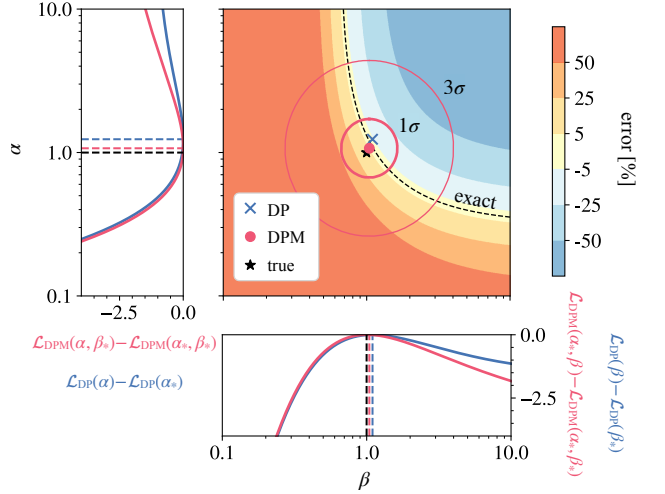 10.0
1.0
0.1
α
−2.5
0.0
3σ
1σ
exact
DP
DPM
true
50
25
5
-5
-25
-50
error [%]
ℒDPM(α, β*)−ℒDPM(α*, β*)
ℒDP(α)−ℒDP(α*)
0.0
−2.5
0.1
1.0
10.0
β
ℒDPM(α*, β)−ℒDPM(α*, β*)
ℒDP(β)−ℒDP(β*)